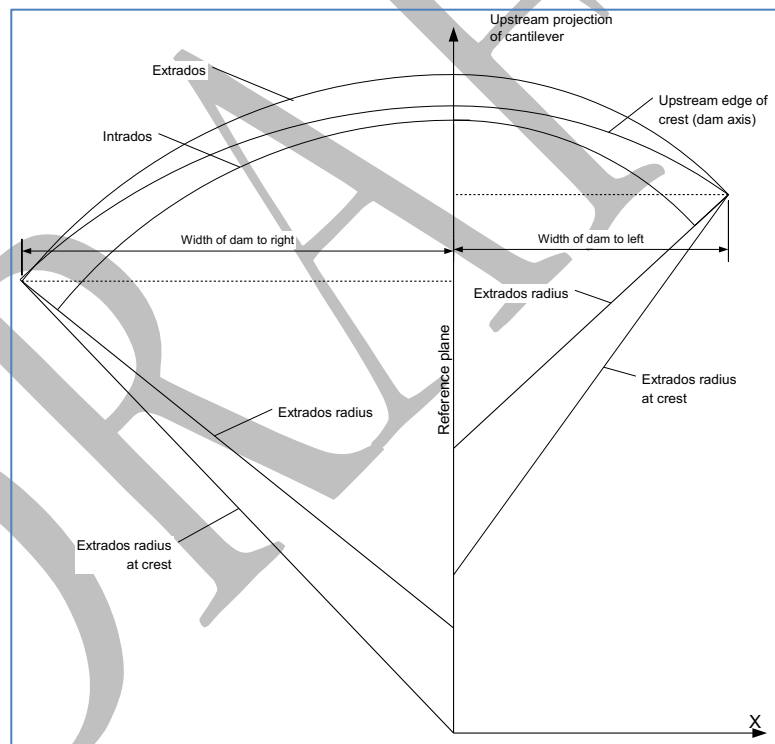 Upstream projection
of cantilever
Extrados
Upstream edge of
crest (dam axis)
Intrados
Width of dam to right
Width of dam to left
Extrados radius
Reference plane
Extrados radius
at crest
Extrados radius
Extrados radius
at crest
X
DRAFT